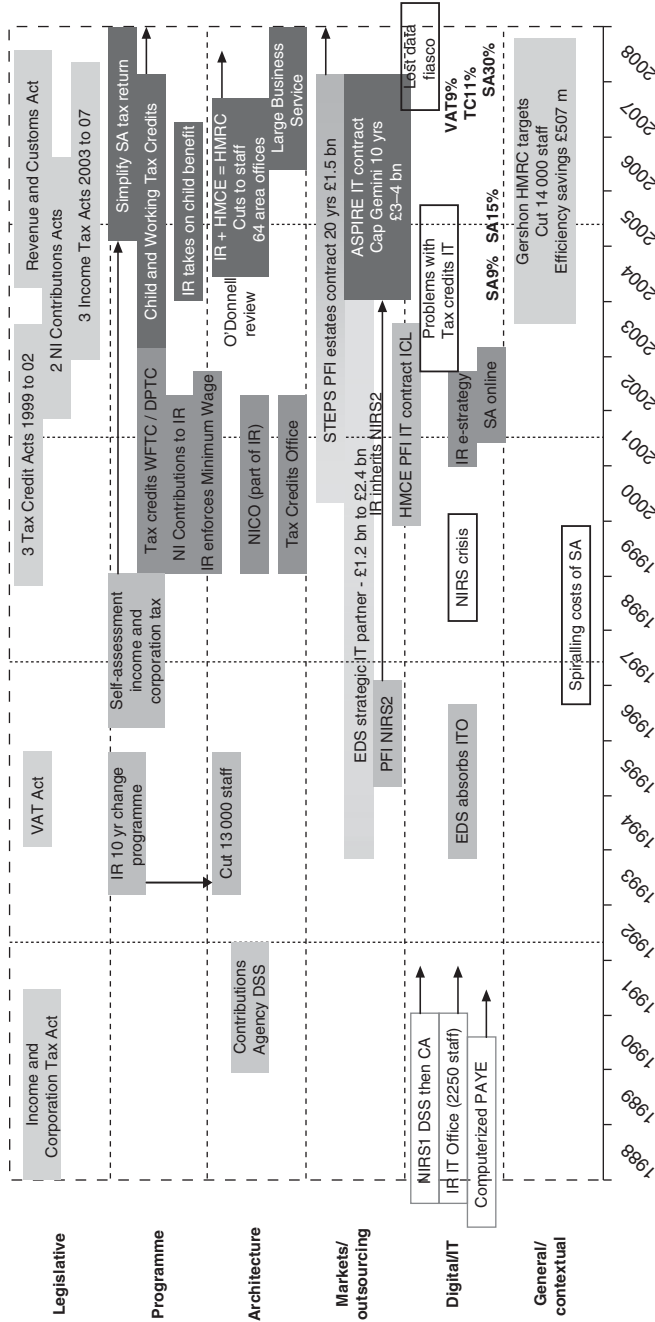 Legislative
Income and
Corporation Tax Act
VAT Act
3 Tax Credit Acts 1999 to 02
Revenue and Customs Act
2 NI Contributions Acts
3 Income Tax Acts 2003 to 07
Programme
IR 10 yr change
programme
Self-assessment
income and
corporation tax
Simplify SA tax return
Tax credits WFTC / DPTC
Child and Working Tax Credits
NI Contributions to IR
IR takes on child benefit
IR enforces Minimum Wage
Architecture
Contributions
Agency DSS
Cut 13 000 staff
NICO (part of IR)
Tax Credits Office
O'Donnell
review
IR + HMCE = HMRC
Cuts to staff
64 area offices
Large Business
Service
Markets/
outsourcing
STEPS PFI estates contract 20 yrs £1.5 bn
EDS strategic IT partner - £1.2 bn to £2.4 bn
IR inherits NIRS2
PFI NIRS2
ASPIRE IT contract
Cap Gemini 10 yrs
£3–4 bn
HMCE PFI IT contract ICL
Digital/IT
NIRS1 DSS then CA
IR IT Office (2250 staff)
Computerized PAYE
EDS absorbs ITO
NIRS crisis
IR e-strategy
SA online
Problems with
Tax credits IT
Lost data
fiasco
SA9%
SA15%
VAT9%
TC11%
SA30%
General/
contextual
Spiralling costs of SA
Gershon HMRC targets
Cut 14 000 staff
Efficiency savings £507 m
1988
1989
1990
1991
1992
1993
1994
1995
1996
1997
1998
1999
2000
2001
2002
2003
2004
2005
2006
2007
2008